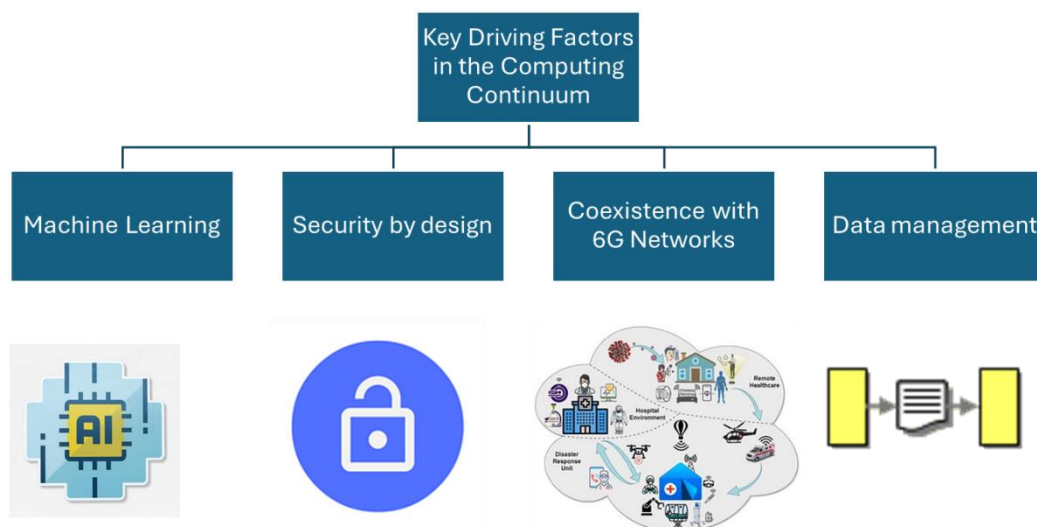 Key Driving Factors
in the Computing
Continuum
Machine Learning
Security by design
Coexistence with
6G Networks
Data management
AI
Remote
Healthcare
Hospital
Environment
Disaster
Response
Unit